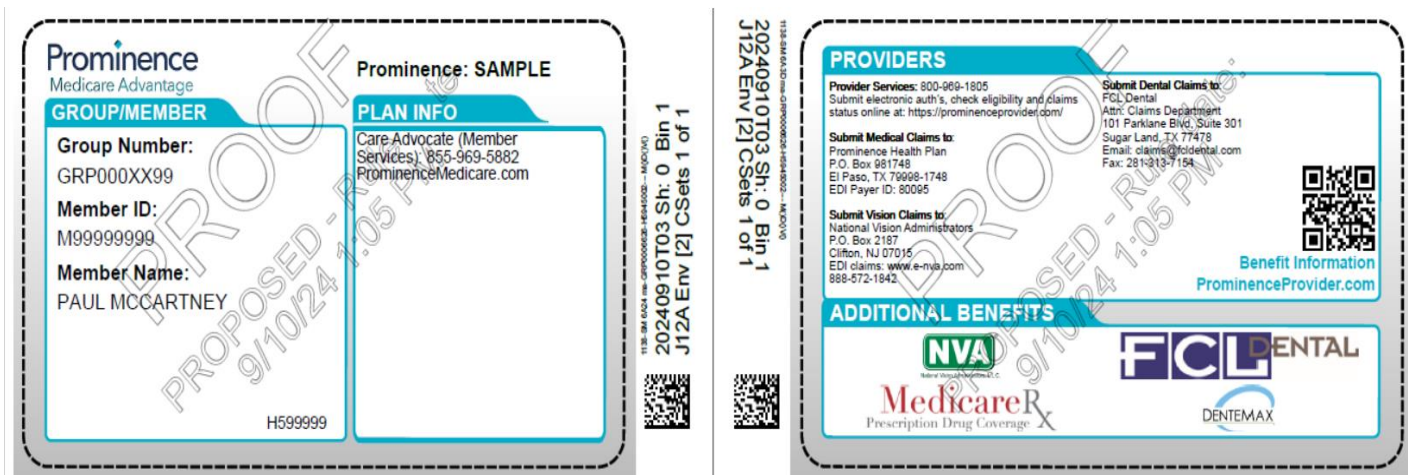 Prominence
Medicare Advantage
Prominence: SAMPLE
GROUP/MEMBER
Group Number:
GRP000XX99
Member ID:
M99999999
Member Name:
PAUL MCCARTNEY
H599999
PLAN INFO
Care Advocate (Member
Services): 855-969-5882
ProminenceMedicare.com
PROOF
PROPOSED - Run
9/10/24 1:05 PM
20240910T03 Sh: 0 Bin 1
J12A Env [2] CSets 1 of 1
20240910T03 Sh: 0 Bin 1
J12A Env [2] CSets 1 of 1
PROVIDERS
Provider Services: 800-969-1805
Submit electronic auth's, check eligibility and claims
status online at: https://prominenceprovider.com/
Submit Medical Claims to:
Prominence Health Plan
P.O. Box 981748
El Paso, TX 79998-1748
EDI Payer ID: 80095
Submit Vision Claims to:
National Vision Administrators
P.O. Box 2187
Clifton, NJ 07015
EDI claims: www.e-nva.com
888-572-1842
Submit Dental Claims to:
FCL Dental
Attn: Claims Department
101 Parklane Blvd, Suite 301
Sugar Land, TX 77478
Email: claims@fcldental.com
Fax: 281-313-7154
Benefit Information
ProminenceProvider.com
PROOF
PROPOSED - Run date:
9/10/24 1:05 PM
ADDITIONAL BENEFITS
NVA
FCL DENTAL
MedicareRx
Prescription Drug Coverage
DENTEMAX